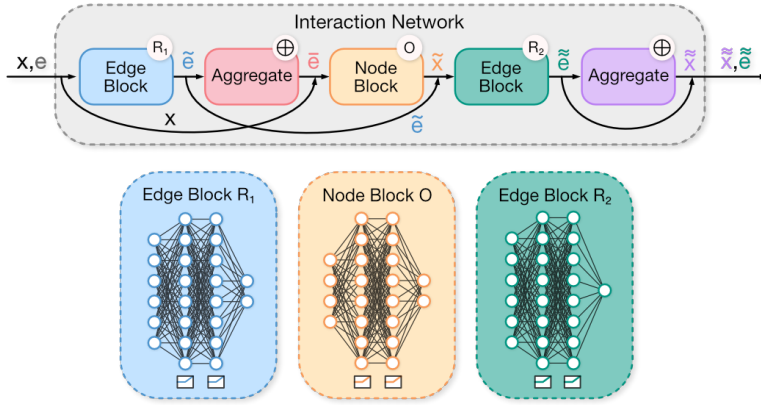 Interaction Network
R₁
⊕
O
R₂
⊕
x,e
Edge
Block
ẽ
Aggregate
ē
Node
Block
x̃
Edge
Block
ẽ̃
Aggregate
x̃̃
x̃̃,ẽ̃
x
ẽ
Edge Block R₁
Node Block O
Edge Block R₂